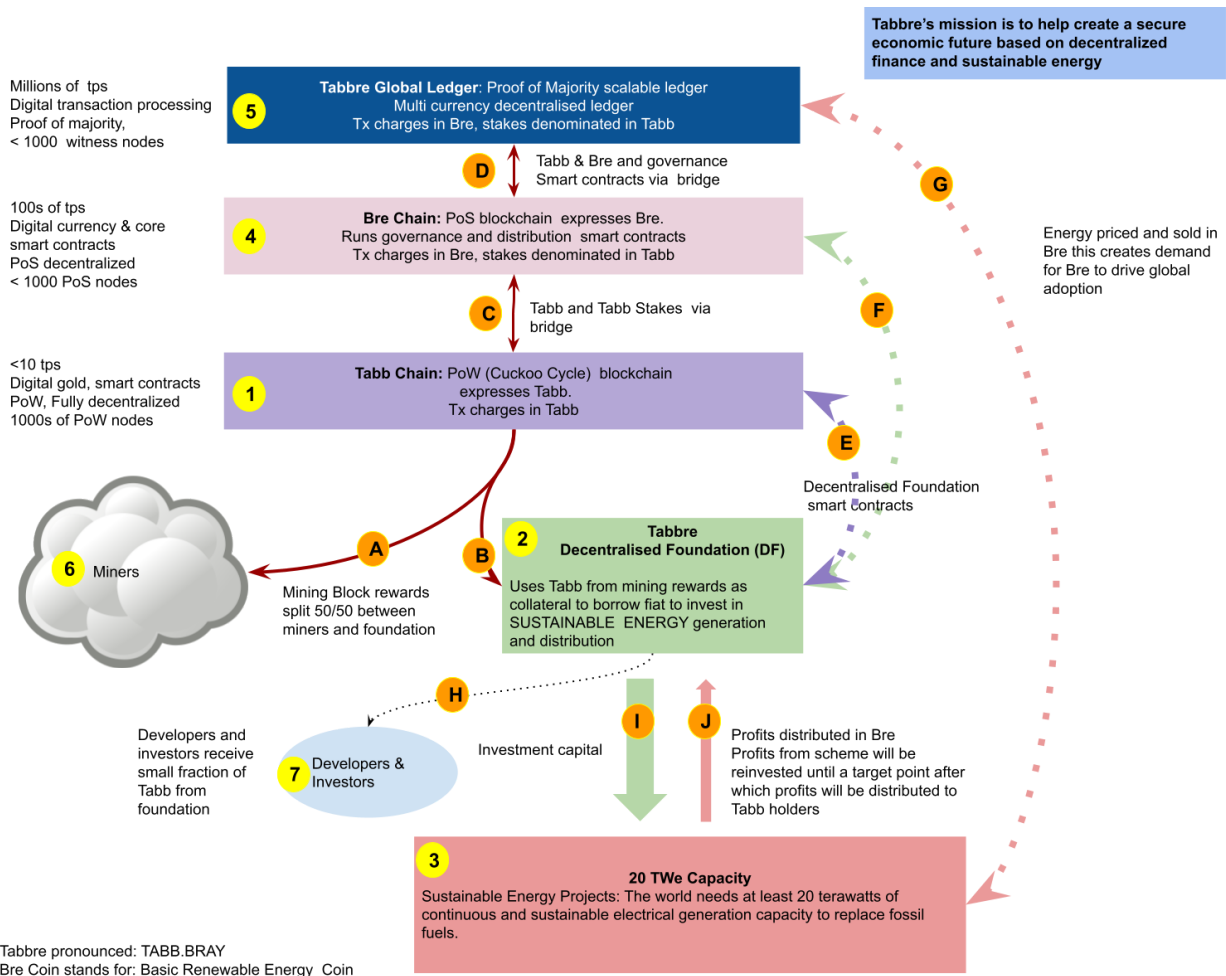 Tabbre's mission is to help create a secure
economic future based on decentralized
finance and sustainable energy
Millions of tps
Digital transaction processing
Proof of majority,
< 1000 witness nodes
5
Tabbre Global Ledger: Proof of Majority scalable ledger
Multi currency decentralised ledger
Tx charges in Bre, stakes denominated in Tabb
D
Tabb & Bre and governance
Smart contracts via bridge
G
100s of tps
Digital currency & core
smart contracts
PoS decentralized
< 1000 PoS nodes
4
Bre Chain: PoS blockchain expresses Bre.
Runs governance and distribution smart contracts
Tx charges in Bre, stakes denominated in Tabb
Energy priced and sold in
Bre this creates demand
for Bre to drive global
adoption
C
Tabb and Tabb Stakes via
bridge
F
<10 tps
Digital gold, smart contracts
PoW, Fully decentralized
1000s of PoW nodes
1
Tabb Chain: PoW (Cuckoo Cycle) blockchain
expresses Tabb.
Tx charges in Tabb
E
Decentralised Foundation
smart contracts
6
Miners
A
Mining Block rewards
split 50/50 between
miners and foundation
B
2
Tabbre
Decentralised Foundation (DF)
Uses Tabb from mining rewards as
collateral to borrow fiat to invest in
SUSTAINABLE ENERGY generation
and distribution
H
Developers and
investors receive
small fraction of
Tabb from
foundation
7
Developers &
Investors
Investment capital
I
J
Profits distributed in Bre
Profits from scheme will be
reinvested until a target point after
which profits will be distributed to
Tabb holders
3
20 TWe Capacity
Sustainable Energy Projects: The world needs at least 20 terawatts of
continuous and sustainable electrical generation capacity to replace fossil
fuels.
Tabbre pronounced: TABB.BRAY
Bre Coin stands for: Basic Renewable Energy Coin